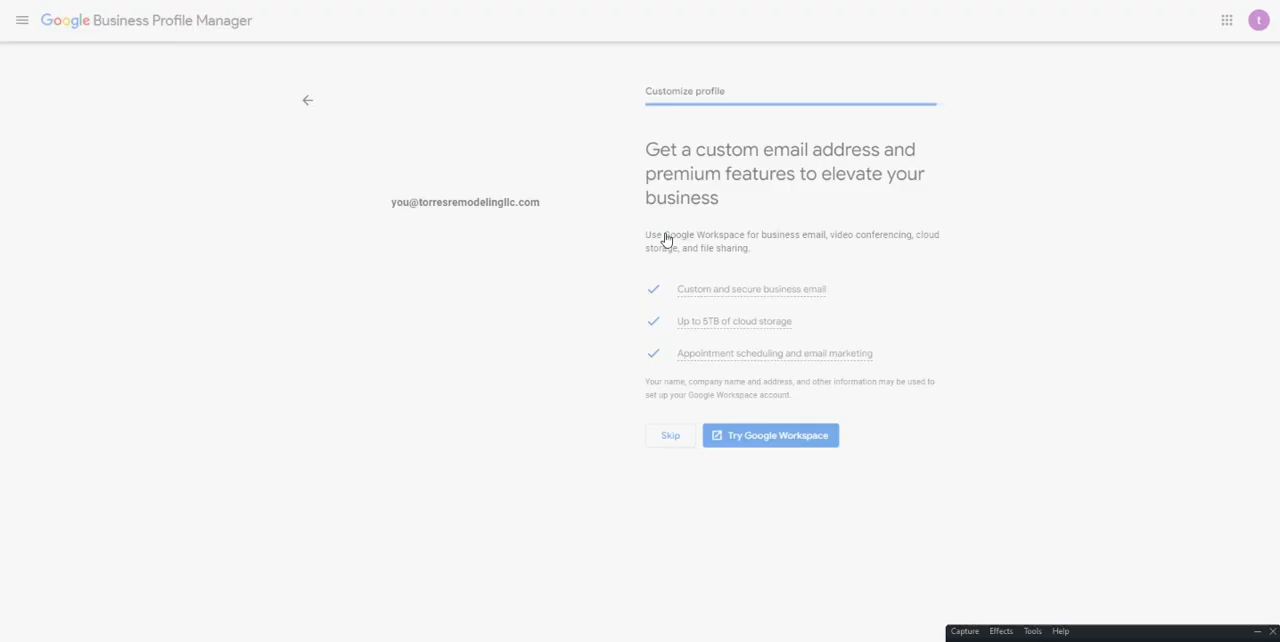 Google Business Profile Manager
t
Customize profile
Get a custom email address and
premium features to elevate your
business
you@torresremodelingllc.com
Use Google Workspace for business email, video conferencing, cloud
storage, and file sharing.
Custom and secure business email
Up to 5TB of cloud storage
Appointment scheduling and email marketing
Your name, company name and address, and other information may be used to
set up your Google Workspace account.
Skip
Try Google Workspace
Capture Effects Tools Help